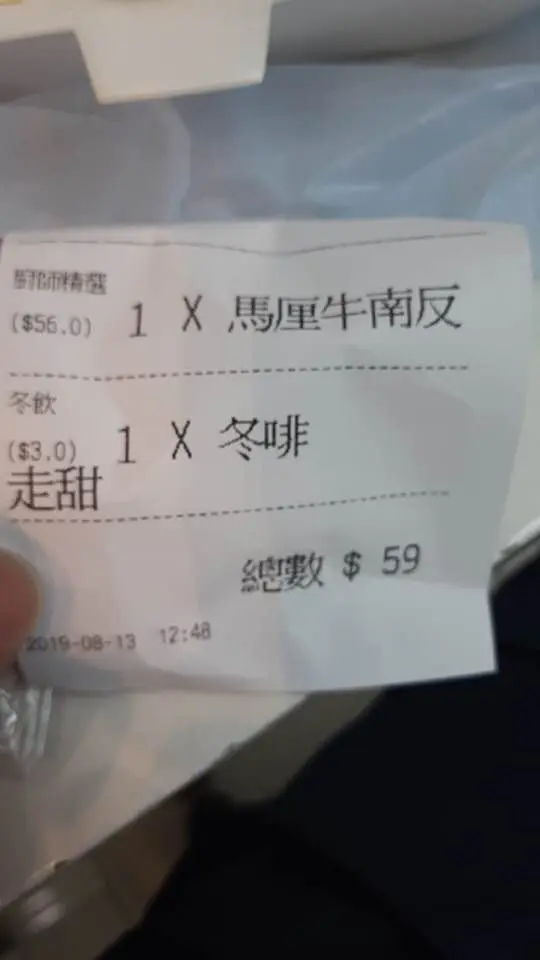 廚師精選
($56.0) 1 X 馬厘牛南反
冬飲
($3.0) 1 X 冬啡
走甜
總數 $ 59
2019-08-13 12:48